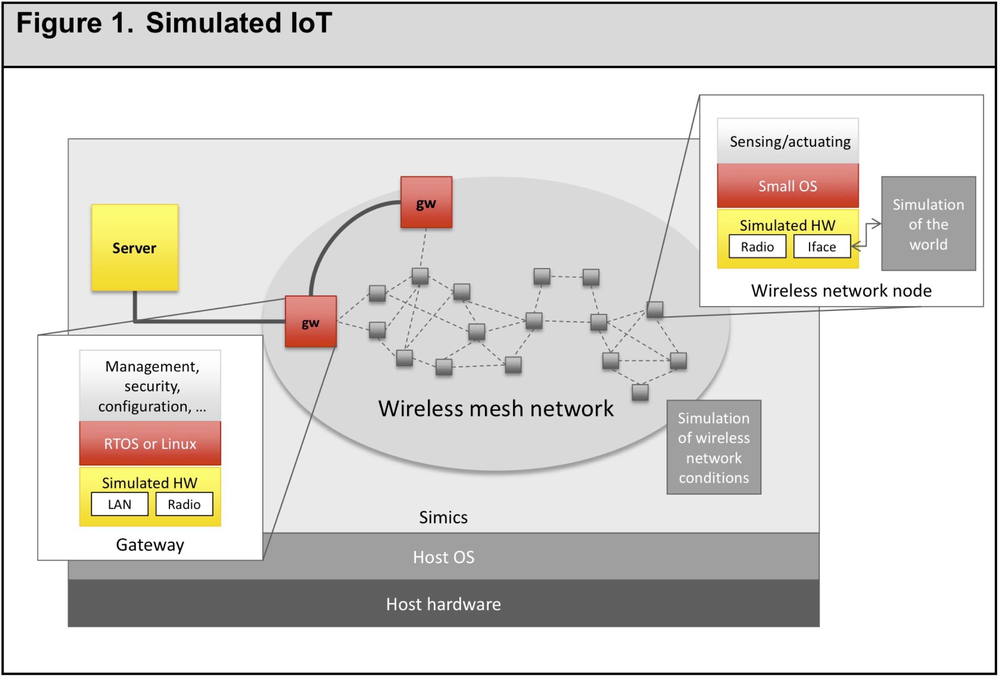 Figure 1. Simulated IoT
Sensing/actuating
Small OS
Simulated HW
Radio
Iface
Simulation
of the
world
Wireless network node
gw
Server
gw
Wireless mesh network
Management,
security,
configuration, ...
RTOS or Linux
Simulated HW
LAN
Radio
Gateway
Simulation
of wireless
network
conditions
Simics
Host OS
Host hardware